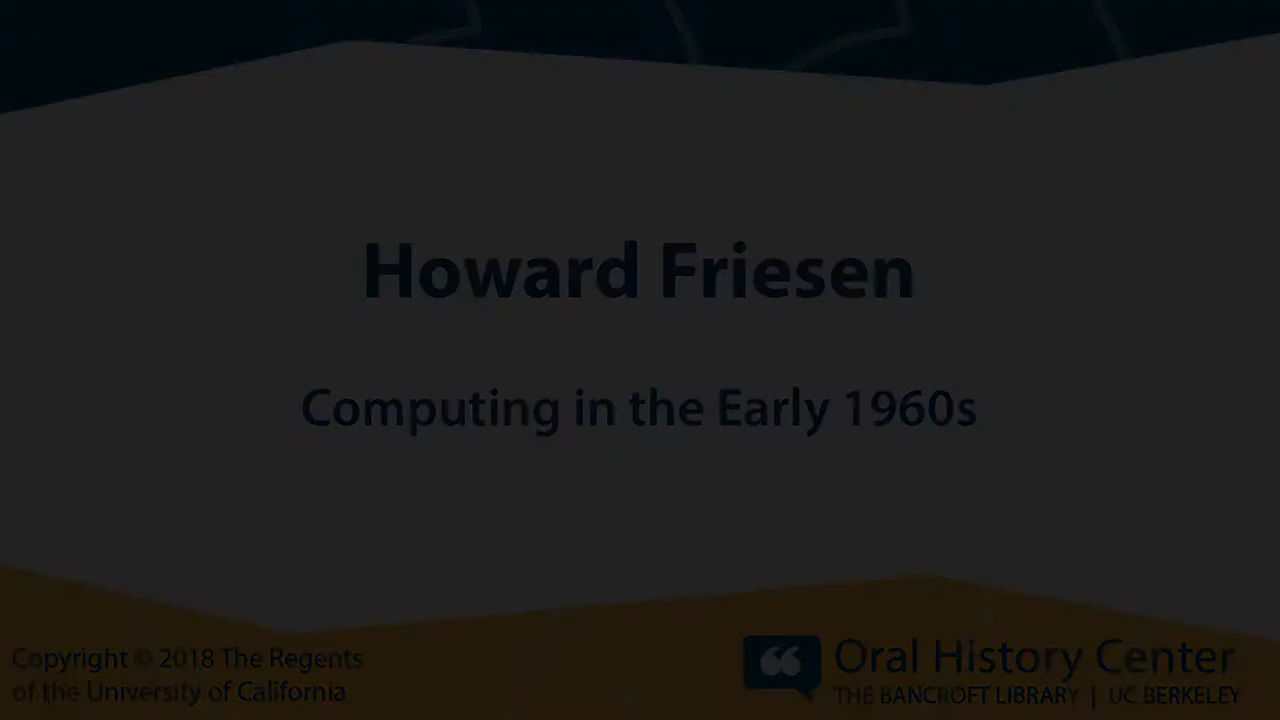 Howard Friesen
Computing in the Early 1960s
Copyright © 2018 The Regents
of the University of California
Oral History Center
THE BANCROFT LIBRARY | UC BERKELEY